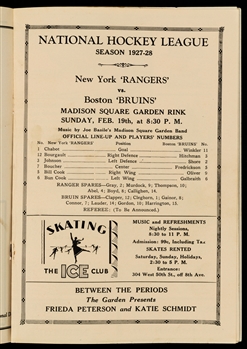 NATIONAL HOCKEY LEAGUE
SEASON 1927-28
New York 'RANGERS'
vs.
Boston 'BRUINS'
MADISON SQUARE GARDEN RINK
SUNDAY, FEB. 19th, at 8:30 P. M.
Music by Joe Basile's Madison Square Garden Band
OFFICIAL LINE-UP AND PLAYERS' NUMBERS
No. New York "RANGERS" Position Boston "BRUINS" No.
1 Chabot Goal Winkler 11
12 Bourgault Right Defence Hitchman 3
3 Johnson Left Defence Shore 2
7 Boucher Center Fredrickson 5
5 Bill Cook Right Wing Oliver 9
6 Bun Cook Left Wing Galbraith 8
RANGER SPARES—Gray, 2; Murdock, 9; Thompson, 10;
Abel, 4; Boyd, 8; Callighen, 14.
BRUIN SPARES—Clapper, 12; Cleghorn, 1; Gainor, 6;
Connor, 7; Lauder, 14; Gordon, 10; Harrington, 15.
REFEREE: (To Be Announced.)
SKATING
THE ICE CLUB
MUSIC and REFRESHMENTS
Nightly Sessions,
8:30 to 11 P. M.
Admission: 99c, Including Tax
SKATES RENTED
Saturday, Sunday, Holidays,
2:30 to 5 P. M.
Entrance:
304 West 50th St., off 8th Ave.
BETWEEN THE PERIODS
The Garden Presents
FRIEDA PETERSON and KATIE SCHMIDT